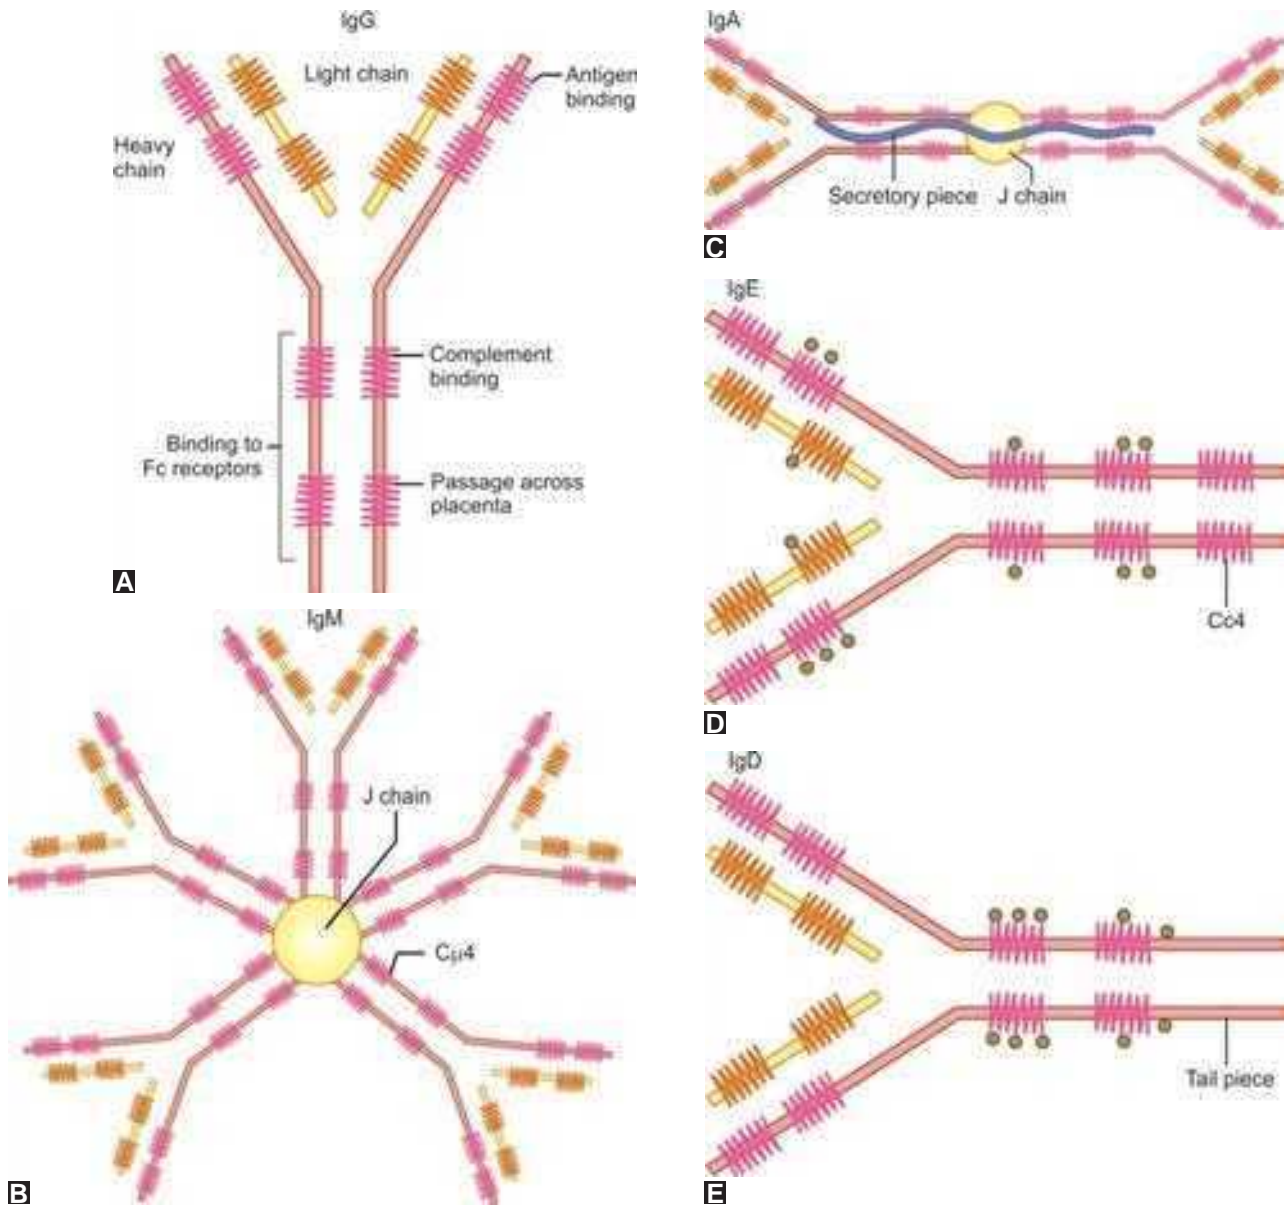 IgG
Light chain
Antigen
binding
Heavy
chain
Complement
binding
Binding to
Fc receptors
Passage across
placenta
A
IgM
J chain
Cμ4
B
IgA
Secretory piece
J chain
C
IgE
Cє4
D
IgD
Tail piece
E